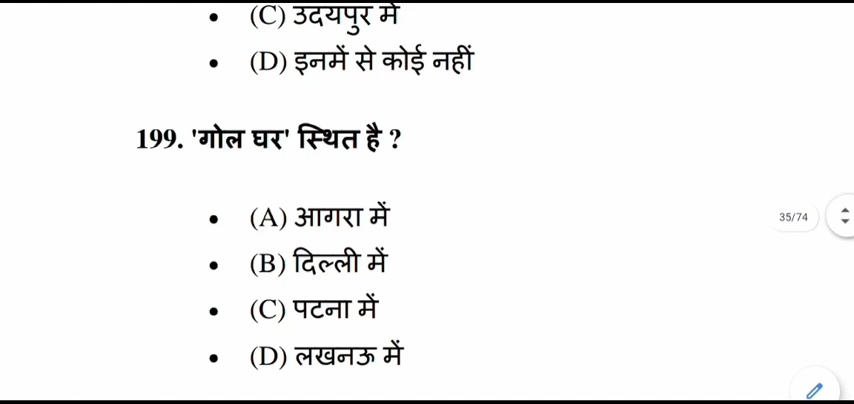 (C) उदयपुर में
(D) इनमें से कोई नहीं
199. 'गोल घर' स्थित है ?
(A) आगरा में
35/74
(B) दिल्ली में
(C) पटना में
(D) लखनऊ में